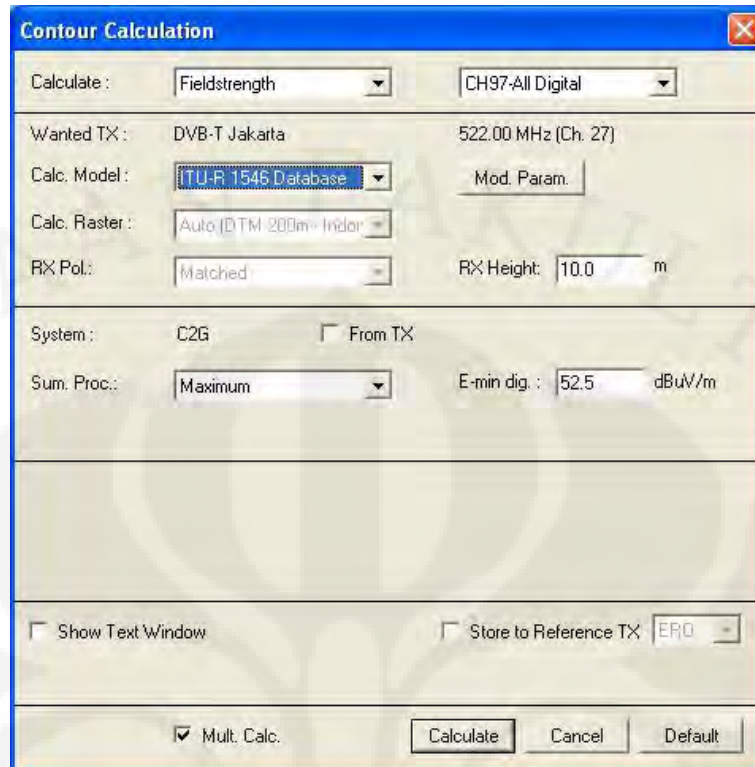 Contour Calculation
Calculate : Fieldstrength CH97-All Digital
Wanted TX : DVB-T Jakarta 522.00 MHz (Ch. 27)
Calc. Model : ITU-R 1546 Database Mod. Param.
Calc. Raster : Auto (DTM-200m - Indor
RX Pol.: Matched RX Height: 10.0 m
System : C2G From TX
Sum. Proc.: Maximum E-min dig. : 52.5 dBuV/m
Show Text Window Store to Reference TX ERO
Mult. Calc. Calculate Cancel Default